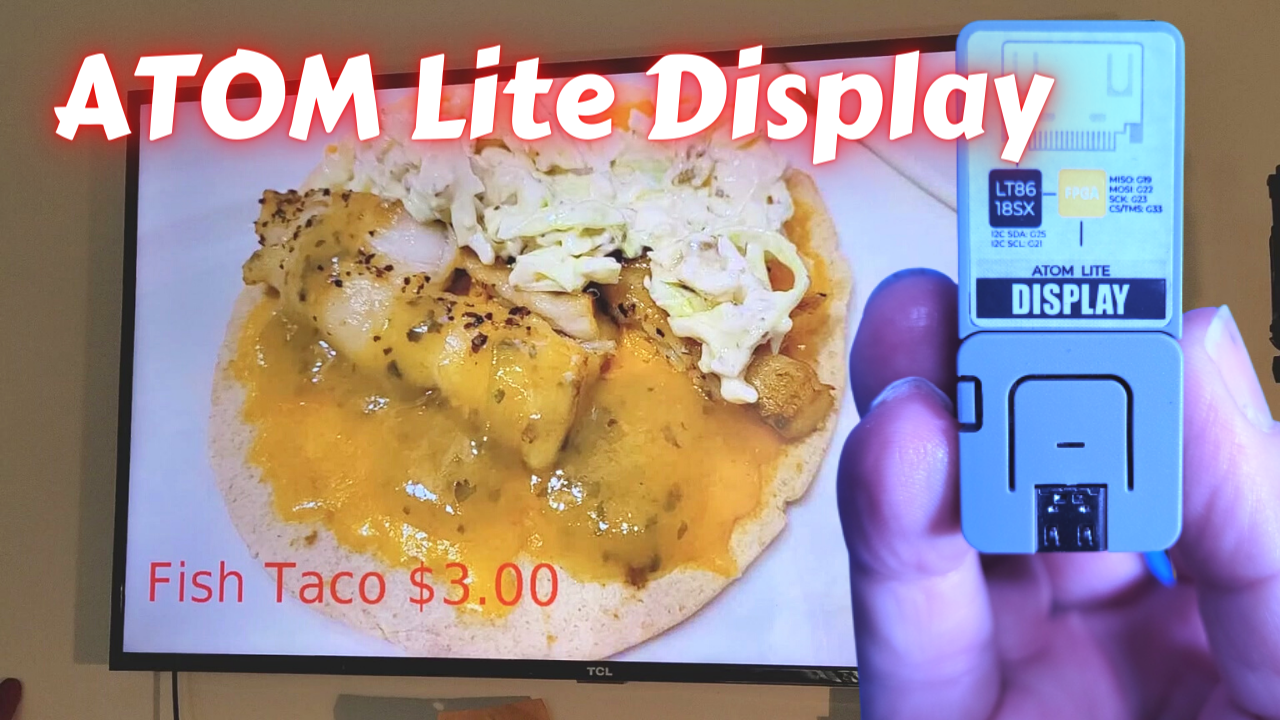 ATOM Lite Display
LT86
18SX
FPGA
MISO: G19
MOSI: G22
SCK: G23
CS/TMS: G33
I2C SDA: G25
I2C SCL: G21
ATOM LITE
DISPLAY
Fish Taco $3.00
TCL